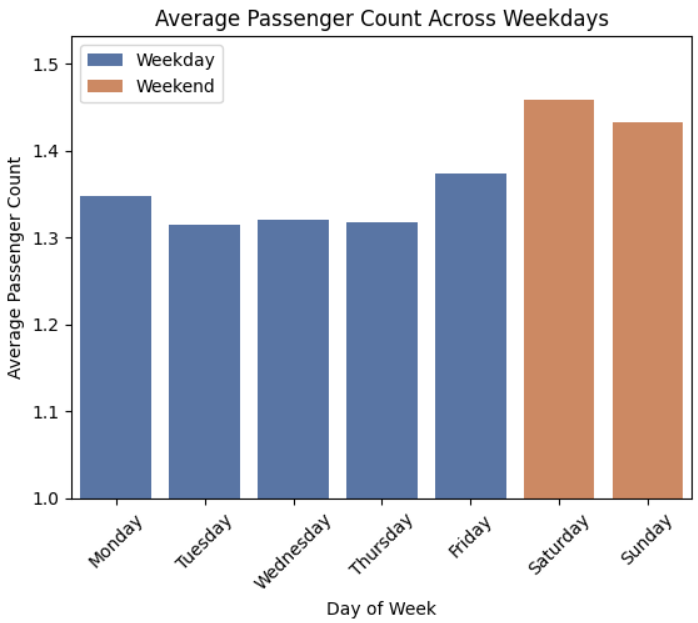 Average Passenger Count Across Weekdays
Weekday
Weekend
Average Passenger Count
1.5
1.4
1.3
1.2
1.1
1.0
Monday
Tuesday
Wednesday
Thursday
Friday
Saturday
Sunday
Day of Week